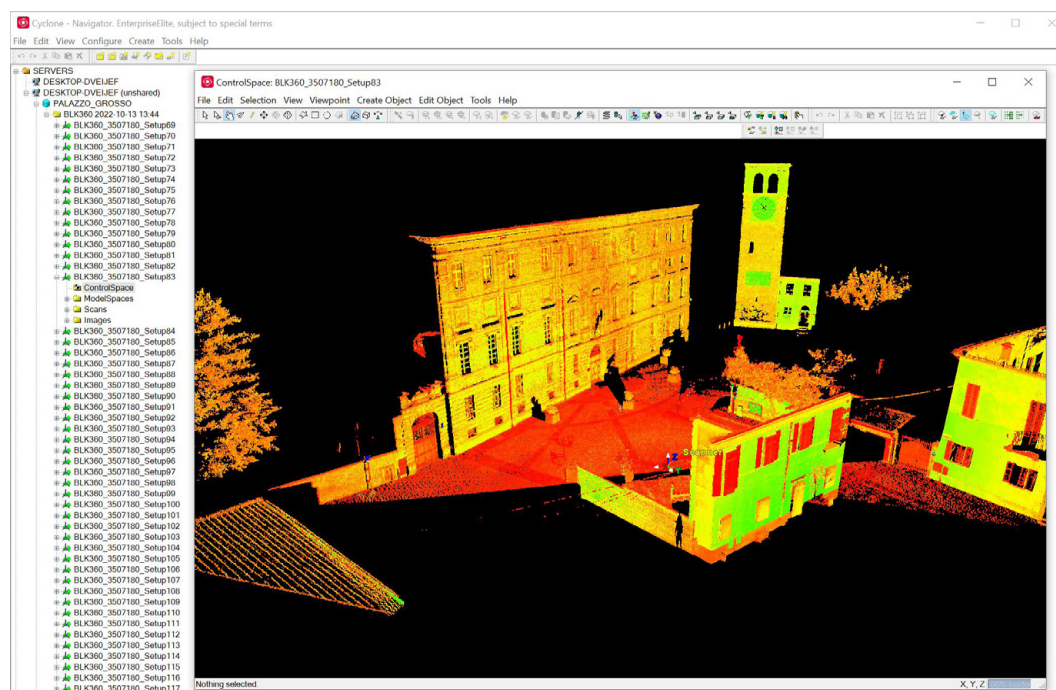 Cyclone - Navigator. EnterpriseElite, subject to special terms
File Edit View Configure Create Tools Help
SERVERS
DESKTOP-DVEIJEF
DESKTOP-DVEIJEF (unshared)
PALAZZO_GROSSO
BLK360 2022-10-13 13:44
BLK360_3507180_Setup69
BLK360_3507180_Setup70
BLK360_3507180_Setup71
BLK360_3507180_Setup72
BLK360_3507180_Setup73
BLK360_3507180_Setup74
BLK360_3507180_Setup75
BLK360_3507180_Setup76
BLK360_3507180_Setup77
BLK360_3507180_Setup78
BLK360_3507180_Setup79
BLK360_3507180_Setup80
BLK360_3507180_Setup81
BLK360_3507180_Setup82
BLK360_3507180_Setup83
ControlSpace
ModelSpaces
Scans
Images
BLK360_3507180_Setup84
BLK360_3507180_Setup85
BLK360_3507180_Setup86
BLK360_3507180_Setup87
BLK360_3507180_Setup88
BLK360_3507180_Setup89
BLK360_3507180_Setup90
BLK360_3507180_Setup91
BLK360_3507180_Setup92
BLK360_3507180_Setup93
BLK360_3507180_Setup94
BLK360_3507180_Setup95
BLK360_3507180_Setup96
BLK360_3507180_Setup97
BLK360_3507180_Setup98
BLK360_3507180_Setup99
BLK360_3507180_Setup100
BLK360_3507180_Setup101
BLK360_3507180_Setup102
BLK360_3507180_Setup103
BLK360_3507180_Setup104
BLK360_3507180_Setup105
BLK360_3507180_Setup106
BLK360_3507180_Setup107
BLK360_3507180_Setup108
BLK360_3507180_Setup109
BLK360_3507180_Setup110
BLK360_3507180_Setup111
BLK360_3507180_Setup112
BLK360_3507180_Setup113
BLK360_3507180_Setup114
BLK360_3507180_Setup115
BLK360_3507180_Setup116
BLK360_3507180_Setup117
ControlSpace: BLK360_3507180_Setup83
File Edit Selection View Viewpoint Create Object Edit Object Tools Help
Z
Scanner
Nothing selected.
X, Y, Z